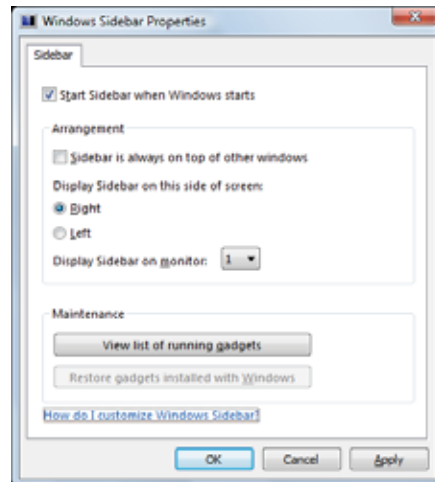 Windows Sidebar Properties
Sidebar
Start Sidebar when Windows starts
Arrangement
Sidebar is always on top of other windows
Display Sidebar on this side of screen:
Right
Left
Display Sidebar on monitor: 1
Maintenance
View list of running gadgets
Restore gadgets installed with Windows
How do I customize Windows Sidebar?
OK Cancel Apply